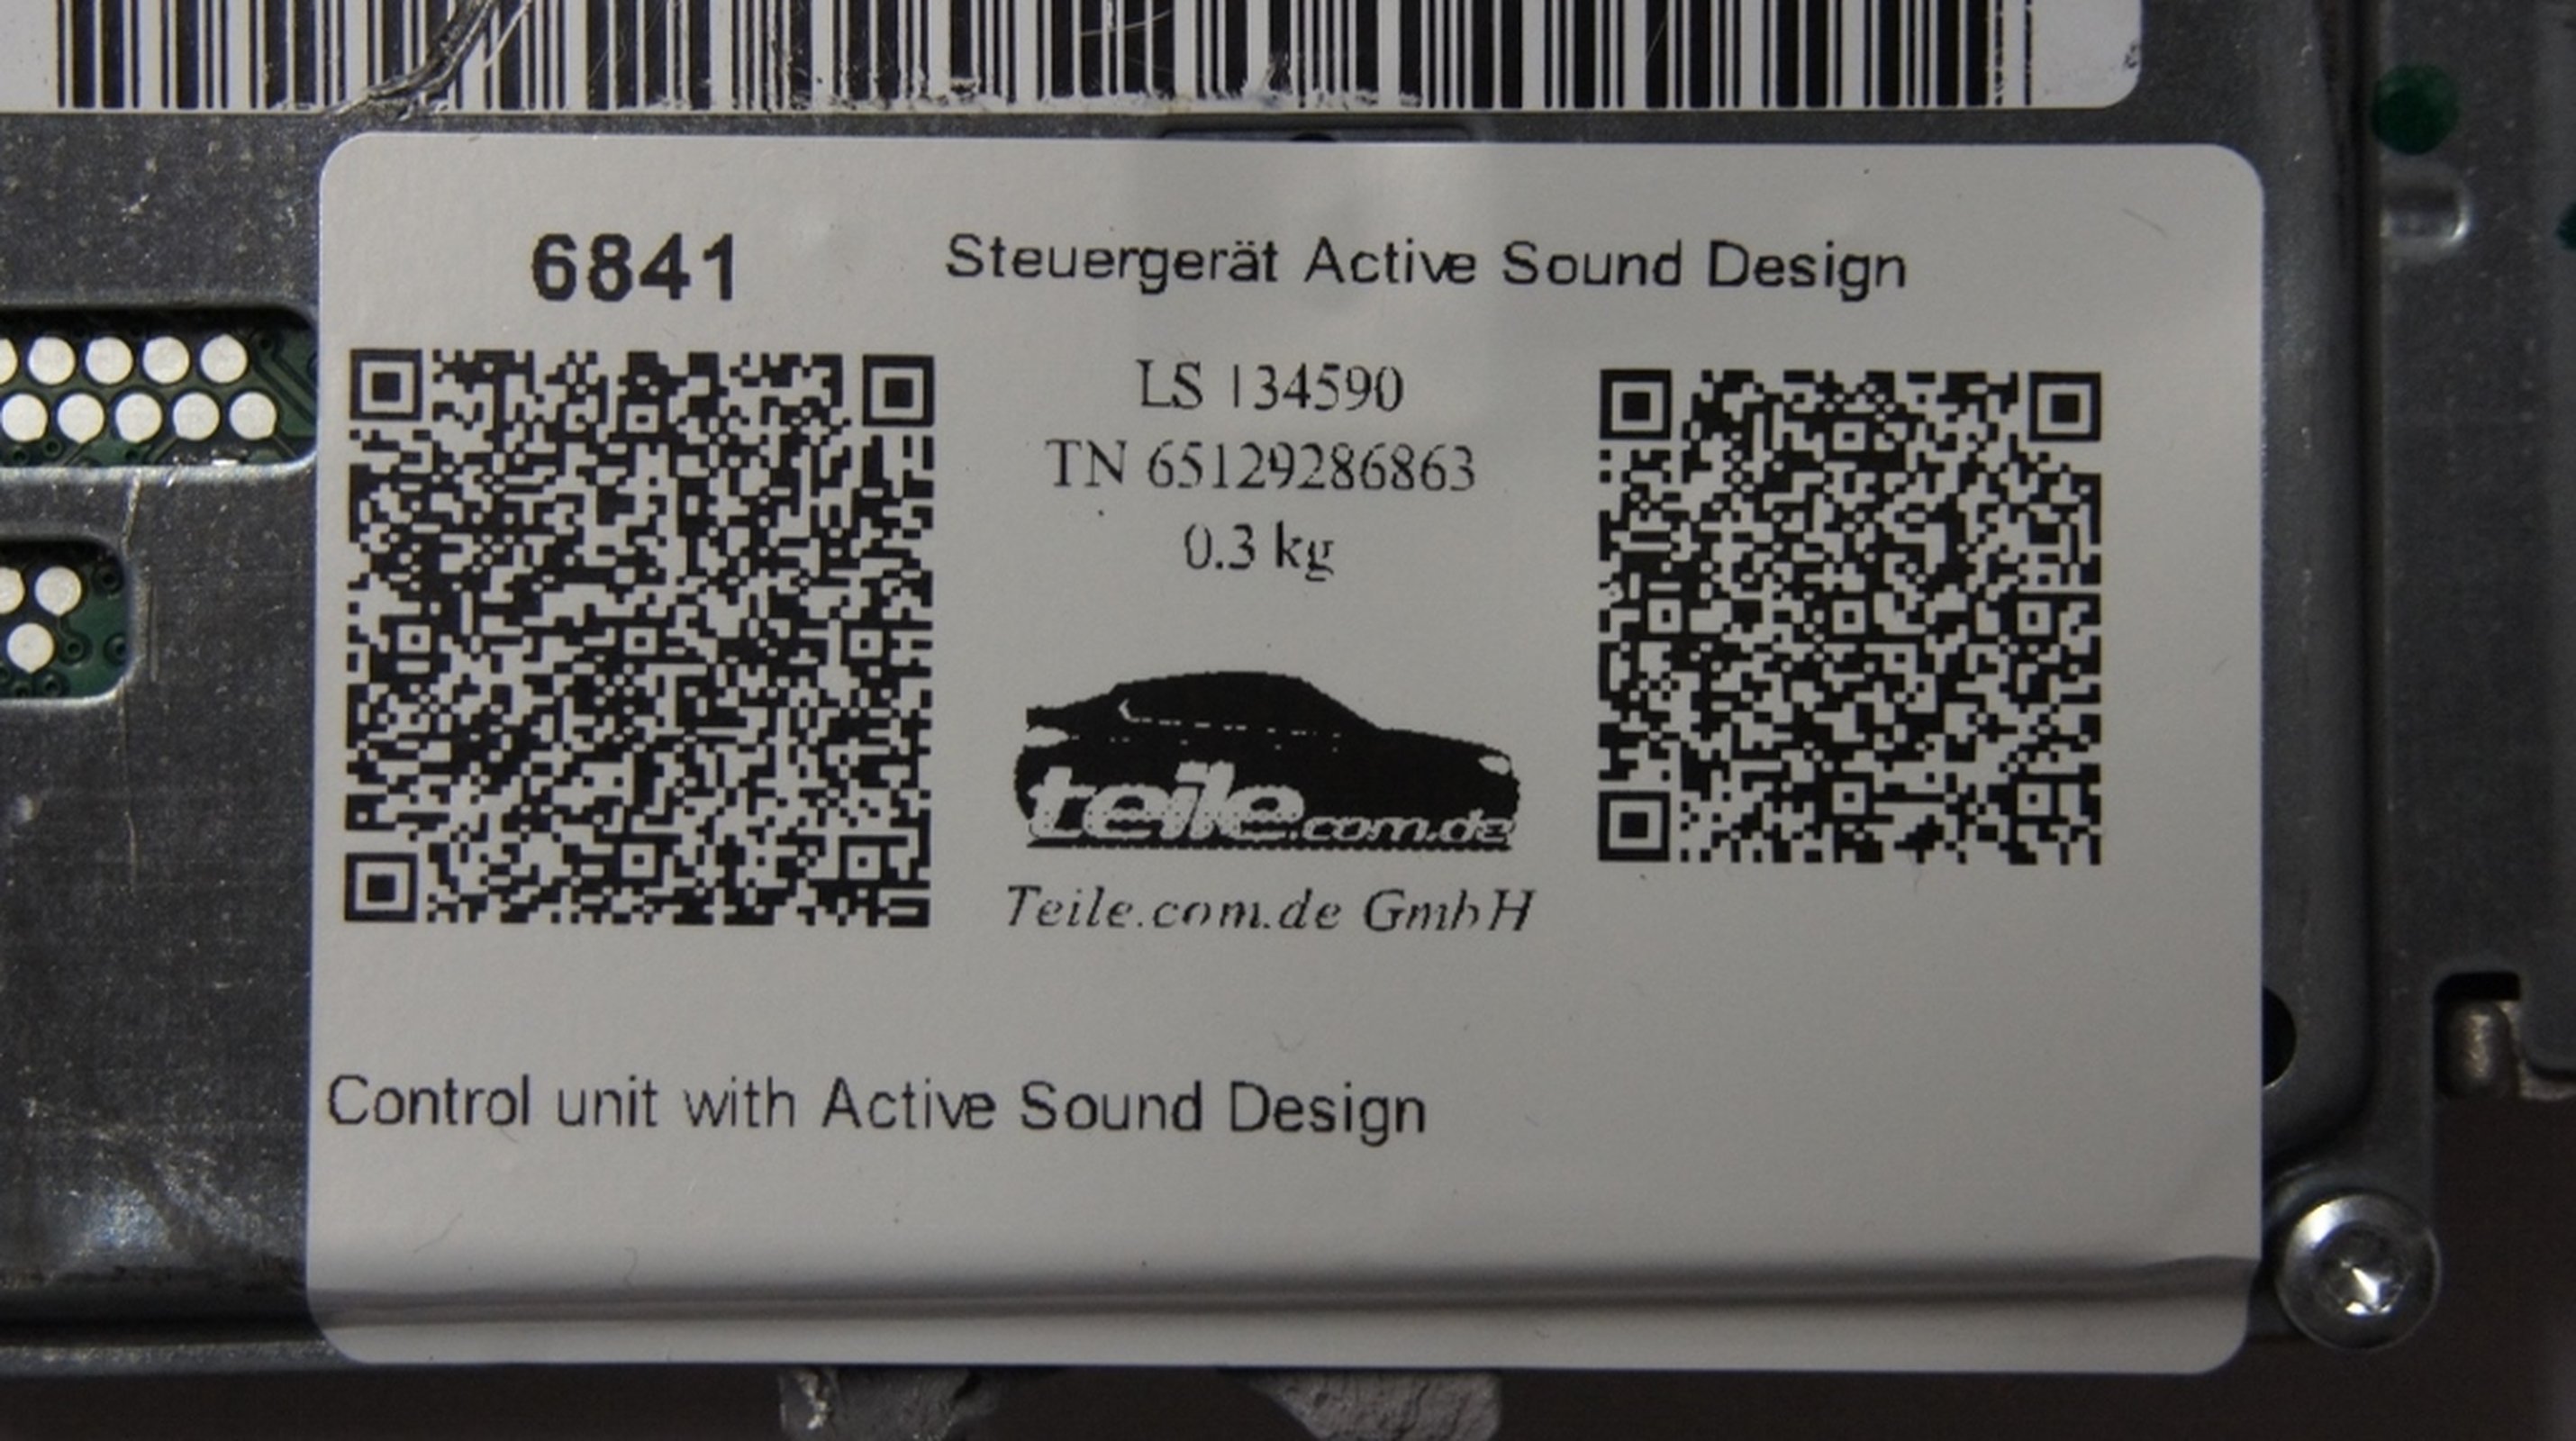 6841 Steuergerät Active Sound Design
LS 134590
TN 65129286863
0.3 kg
teile.com.de
Teile.com.de GmbH
Control unit with Active Sound Design